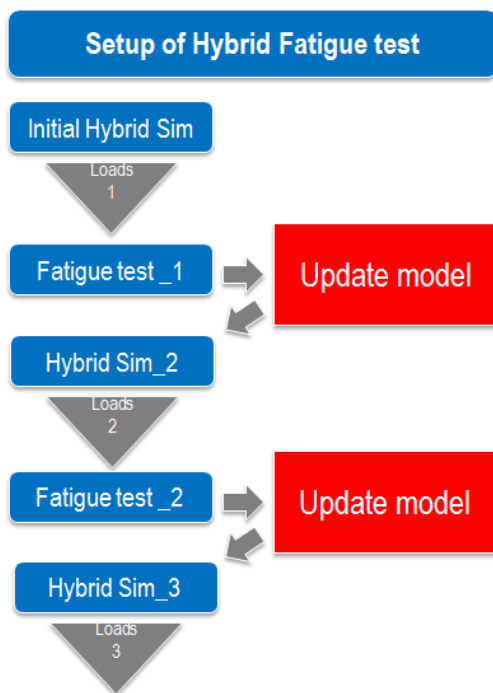 Setup of Hybrid Fatigue test
Initial Hybrid Sim
Loads
1
Fatigue test _1
Update model
Hybrid Sim_2
Loads
2
Fatigue test _2
Update model
Hybrid Sim_3
Loads
3